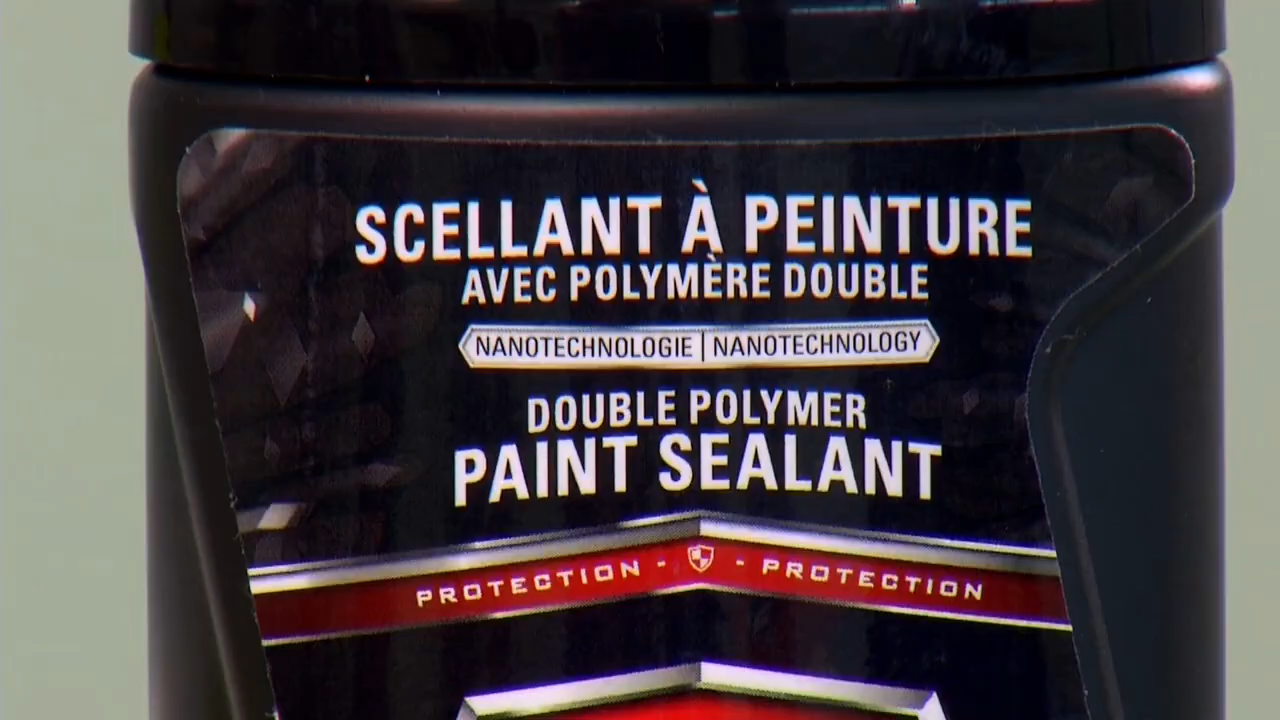 SCELLANT À PEINTURE
AVEC POLYMÈRE DOUBLE
NANOTECHNOLOGIE | NANOTECHNOLOGY
DOUBLE POLYMER
PAINT SEALANT
PROTECTION - - PROTECTION